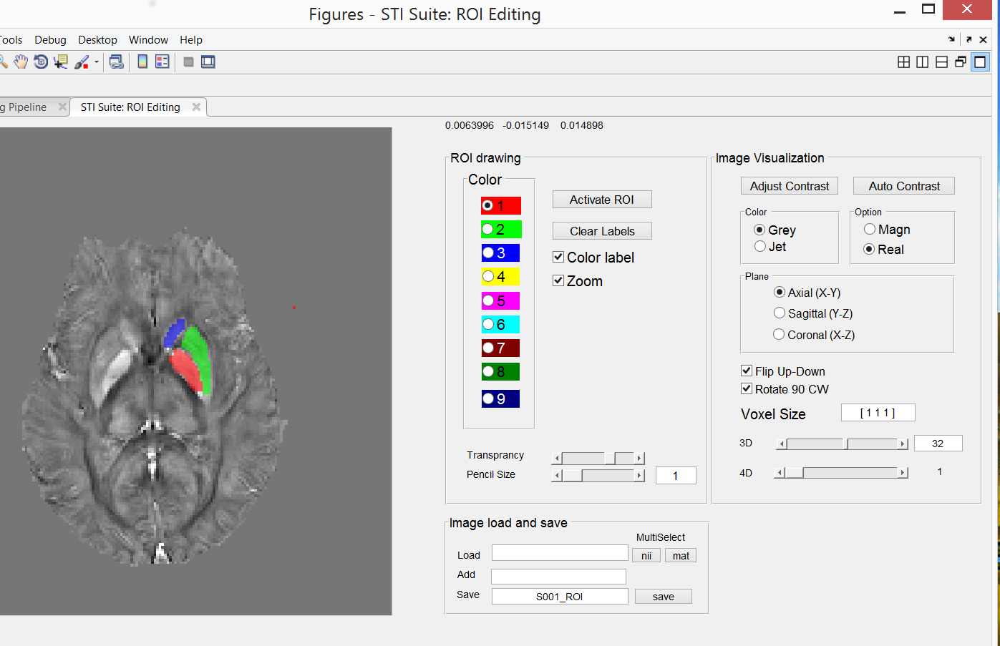 Figures - STI Suite: ROI Editing
Tools Debug Desktop Window Help
g Pipeline STI Suite: ROI Editing
0.0063996 -0.015149 0.014898
ROI drawing
Color
1
2
3
4
5
6
7
8
9
Activate ROI
Clear Labels
Color label
Zoom
Transprancy
Pencil Size 1
Image Visualization
Adjust Contrast Auto Contrast
Color
Grey
Jet
Option
Magn
Real
Plane
Axial (X-Y)
Sagittal (Y-Z)
Coronal (X-Z)
Flip Up-Down
Rotate 90 CW
Voxel Size [ 1 1 1 ]
3D 32
4D 1
Image load and save
MultiSelect
Load nii mat
Add
Save S001_ROI save